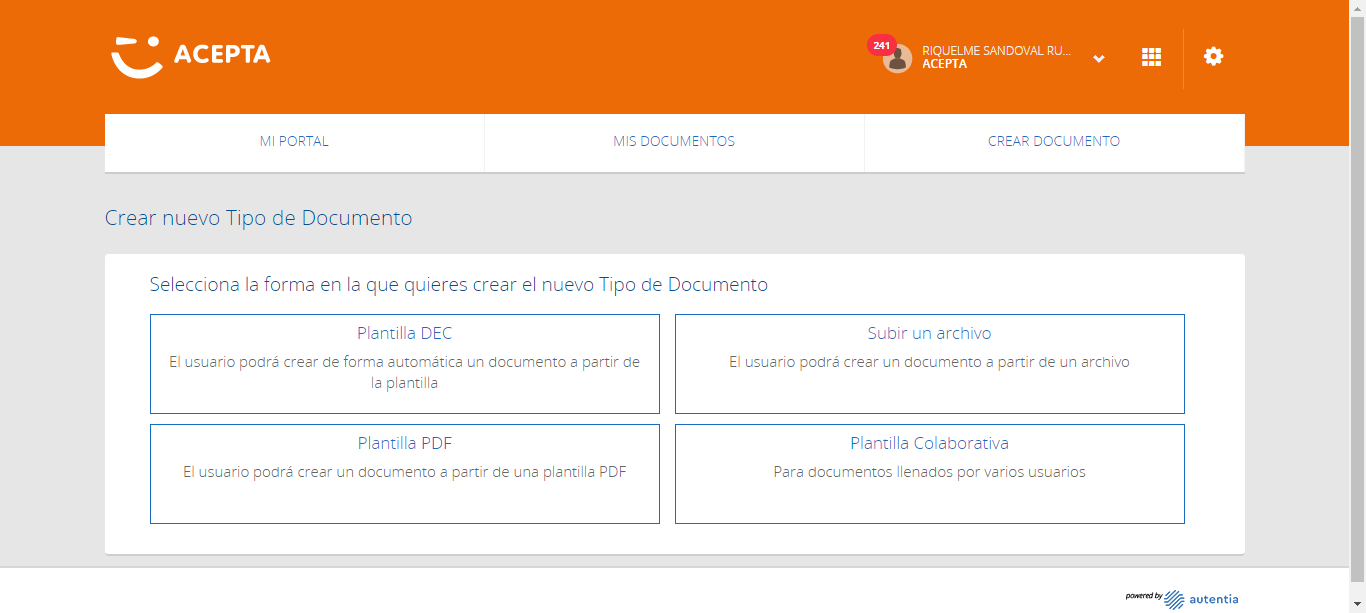 ACEPTA
241
RIQUELME SANDOVAL RU...
ACEPTA
MI PORTAL
MIS DOCUMENTOS
CREAR DOCUMENTO
Crear nuevo Tipo de Documento
Selecciona la forma en la que quieres crear el nuevo Tipo de Documento
Plantilla DEC
El usuario podrá crear de forma automática un documento a partir de
la plantilla
Subir un archivo
El usuario podrá crear un documento a partir de un archivo
Plantilla PDF
El usuario podrá crear un documento a partir de una plantilla PDF
Plantilla Colaborativa
Para documentos llenados por varios usuarios
powered by autentia